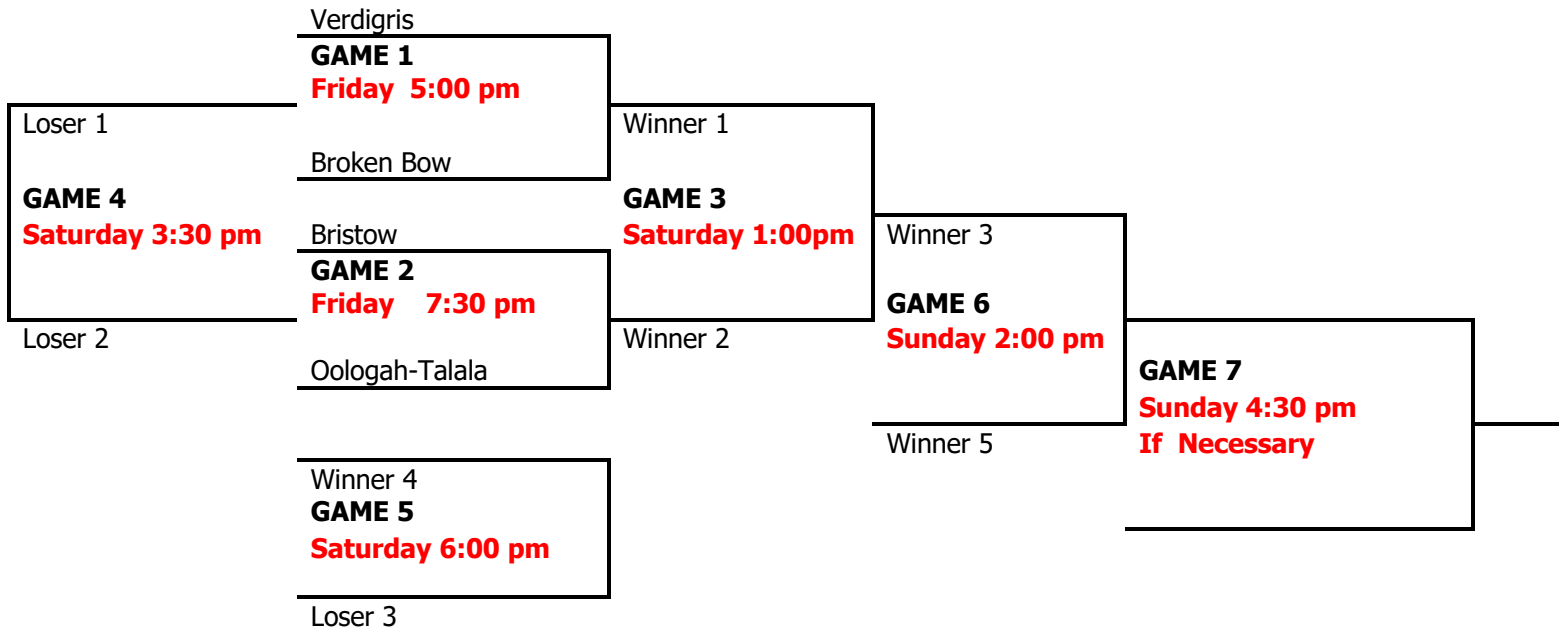 Verdigris
GAME 1
Friday 5:00 pm
Loser 1
Winner 1
Broken Bow
GAME 4
GAME 3
Saturday 3:30 pm
Bristow
Saturday 1:00pm
Winner 3
GAME 2
Friday 7:30 pm
GAME 6
Loser 2
Winner 2
Sunday 2:00 pm
Oologah-Talala
GAME 7
Sunday 4:30 pm
Winner 5
If Necessary
Winner 4
GAME 5
Saturday 6:00 pm
Loser 3